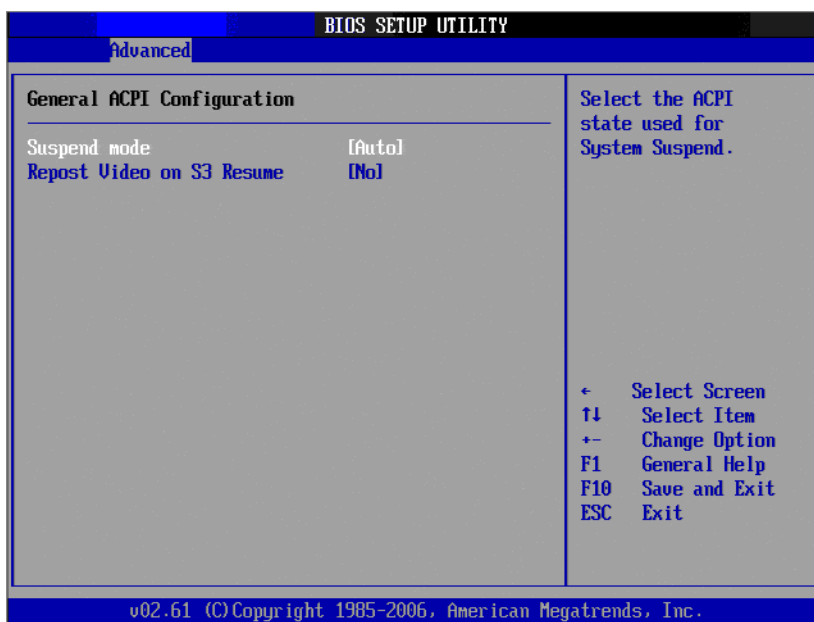 BIOS SETUP UTILITY
Advanced
General ACPI Configuration
Suspend mode [Auto]
Repost Video on S3 Resume [No]
Select the ACPI
state used for
System Suspend.
← Select Screen
↑↓ Select Item
+- Change Option
F1 General Help
F10 Save and Exit
ESC Exit
v02.61 (C)Copyright 1985-2006, American Megatrends, Inc.